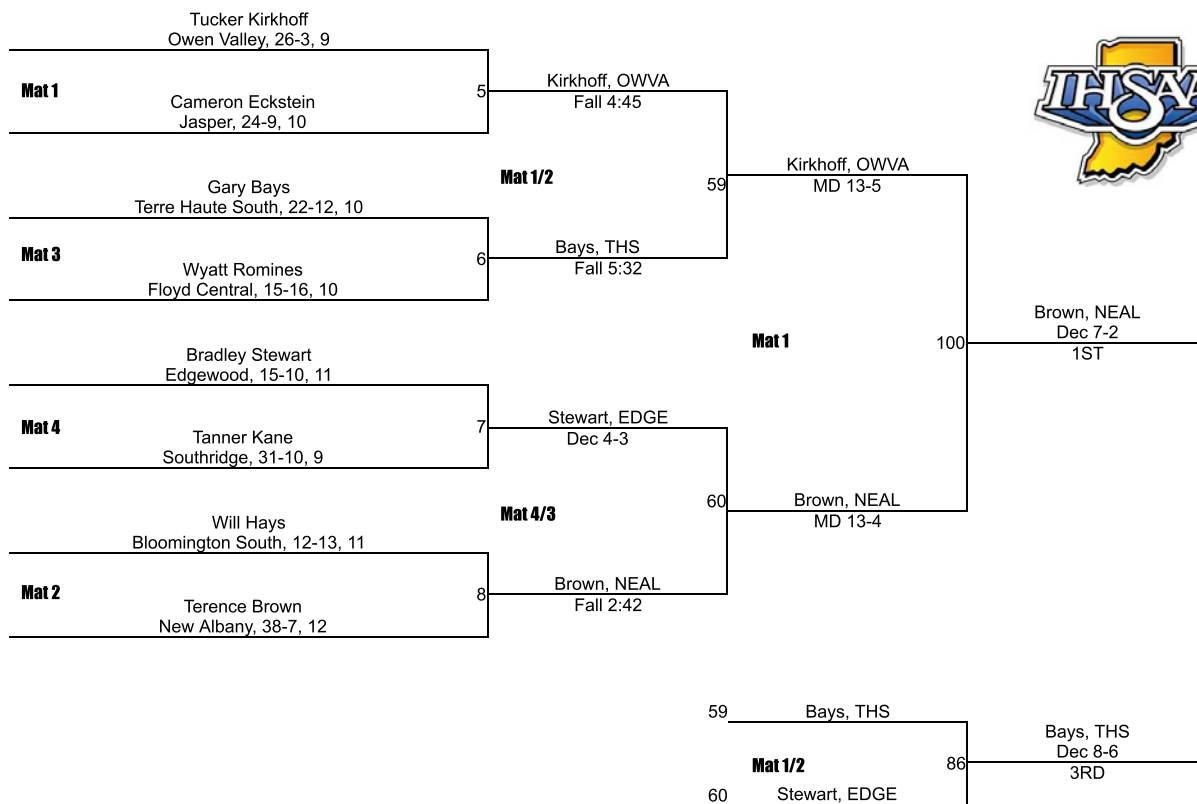 Tucker Kirkhoff
Owen Valley, 26-3, 9
Mat 1
Cameron Eckstein
Jasper, 24-9, 10
5
Kirkhoff, OWVA
Fall 4:45
Gary Bays
Terre Haute South, 22-12, 10
Mat 3
Wyatt Romines
Floyd Central, 15-16, 10
6
Bays, THS
Fall 5:32
Mat 1/2
59
Kirkhoff, OWVA
MD 13-5
Bradley Stewart
Edgewood, 15-10, 11
Mat 4
Tanner Kane
Southridge, 31-10, 9
7
Stewart, EDGE
Dec 4-3
Will Hays
Bloomington South, 12-13, 11
Mat 2
Terence Brown
New Albany, 38-7, 12
8
Brown, NEAL
Fall 2:42
Mat 4/3
60
Brown, NEAL
MD 13-4
Mat 1
100
Brown, NEAL
Dec 7-2
1ST
IHSAA
59
Bays, THS
Mat 1/2
60
Stewart, EDGE
86
Bays, THS
Dec 8-6
3RD